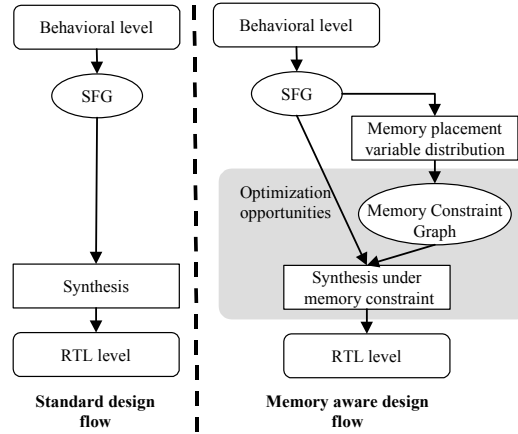 Behavioral level
SFG
Synthesis
RTL level
Standard design
flow
Behavioral level
SFG
Memory placement
variable distribution
Optimization
opportunities
Memory Constraint
Graph
Synthesis under
memory constraint
RTL level
Memory aware design
flow